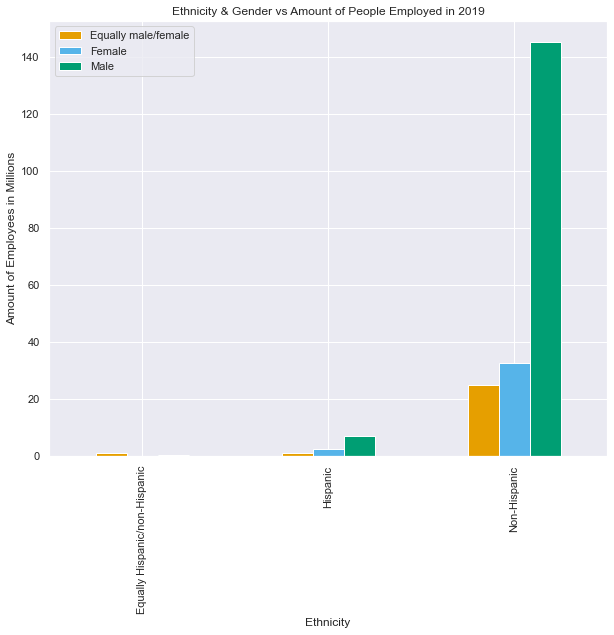 Ethnicity & Gender vs Amount of People Employed in 2019
Equally male/female
Female
Male
Amount of Employees in Millions
140
120
100
80
60
40
20
0
Equally Hispanic/non-Hispanic
Hispanic
Non-Hispanic
Ethnicity